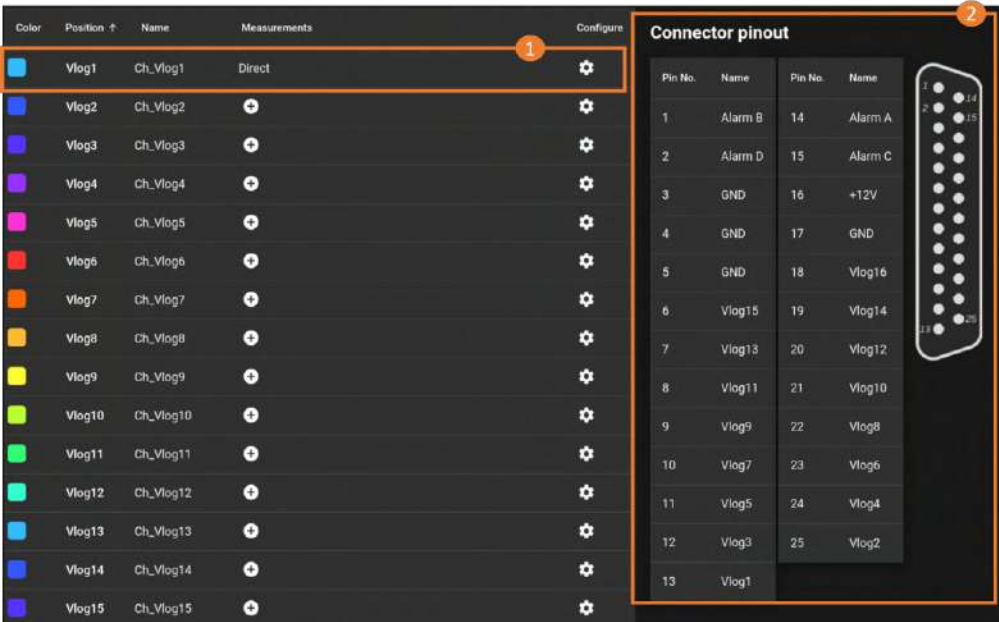 Color Position ↑ Name Measurements Configure
1
Vlog1 Ch_Vlog1 Direct
Vlog2 Ch_Vlog2
Vlog3 Ch_Vlog3
Vlog4 Ch_Vlog4
Vlog5 Ch_Vlog5
Vlog6 Ch_Vlog6
Vlog7 Ch_Vlog7
Vlog8 Ch_Vlog8
Vlog9 Ch_Vlog9
Vlog10 Ch_Vlog10
Vlog11 Ch_Vlog11
Vlog12 Ch_Vlog12
Vlog13 Ch_Vlog13
Vlog14 Ch_Vlog14
Vlog15 Ch_Vlog15
2
Connector pinout
Pin No. Name Pin No. Name
1 Alarm B 14 Alarm A
2 Alarm D 15 Alarm C
3 GND 16 +12V
4 GND 17 GND
5 GND 18 Vlog16
6 Vlog15 19 Vlog14
7 Vlog13 20 Vlog12
8 Vlog11 21 Vlog10
9 Vlog9 22 Vlog8
10 Vlog7 23 Vlog6
11 Vlog5 24 Vlog4
12 Vlog3 25 Vlog2
13 Vlog1
1
14
2
15
25
13